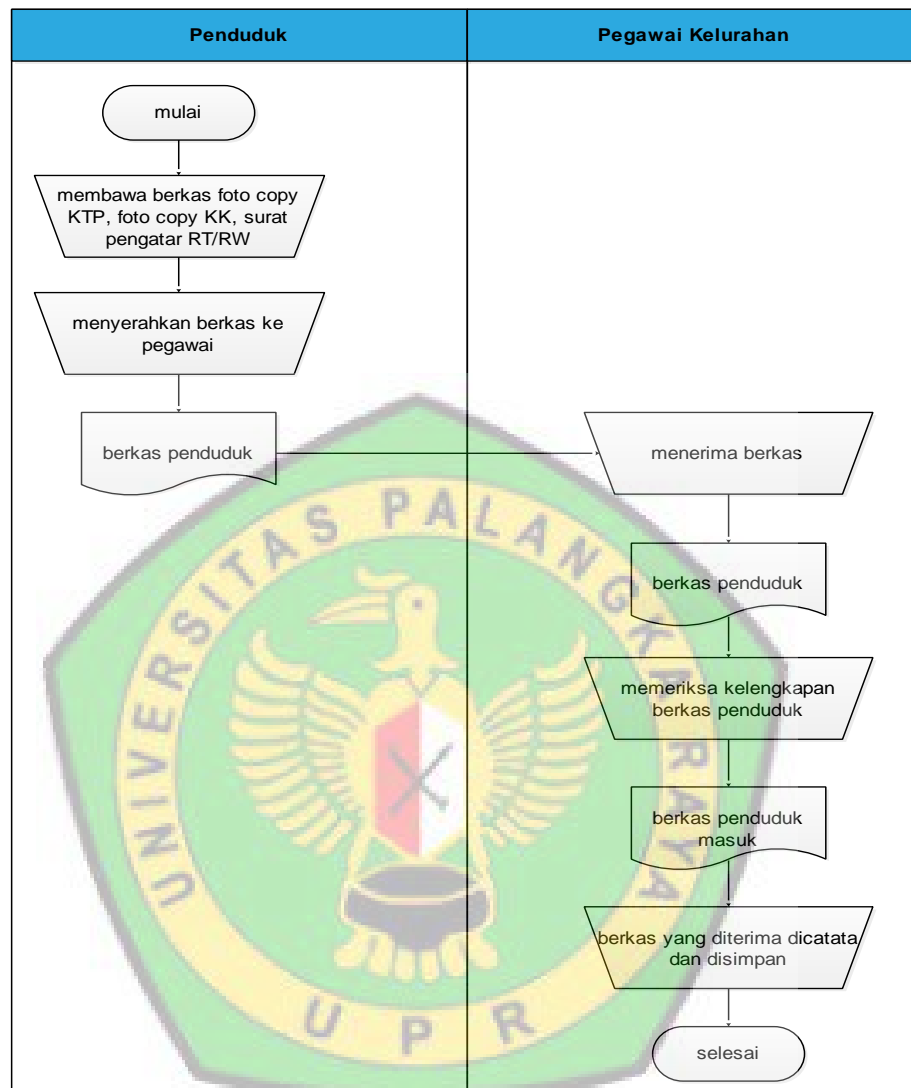 Penduduk
Pegawai Kelurahan
mulai
membawa berkas foto copy
KTP, foto copy KK, surat
pengatar RT/RW
menyerahkan berkas ke
pegawai
berkas penduduk
menerima berkas
berkas penduduk
memeriksa kelengkapan
berkas penduduk
berkas penduduk
masuk
berkas yang diterima dicatata
dan disimpan
selesai
UNIVERSITAS PALANGKA RAYA
UPR